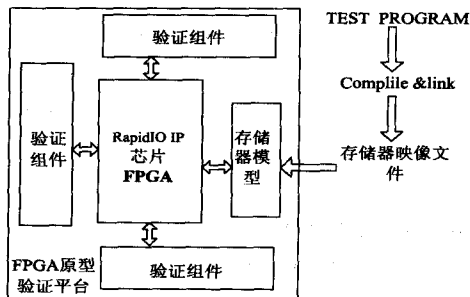 验证组件
TEST PROGRAM
Complile &link
存储器映像文
件
验证
组件
RapidIO IP
芯片
FPGA
存储
器模
型
验证组件
FPGA原型
验证平台